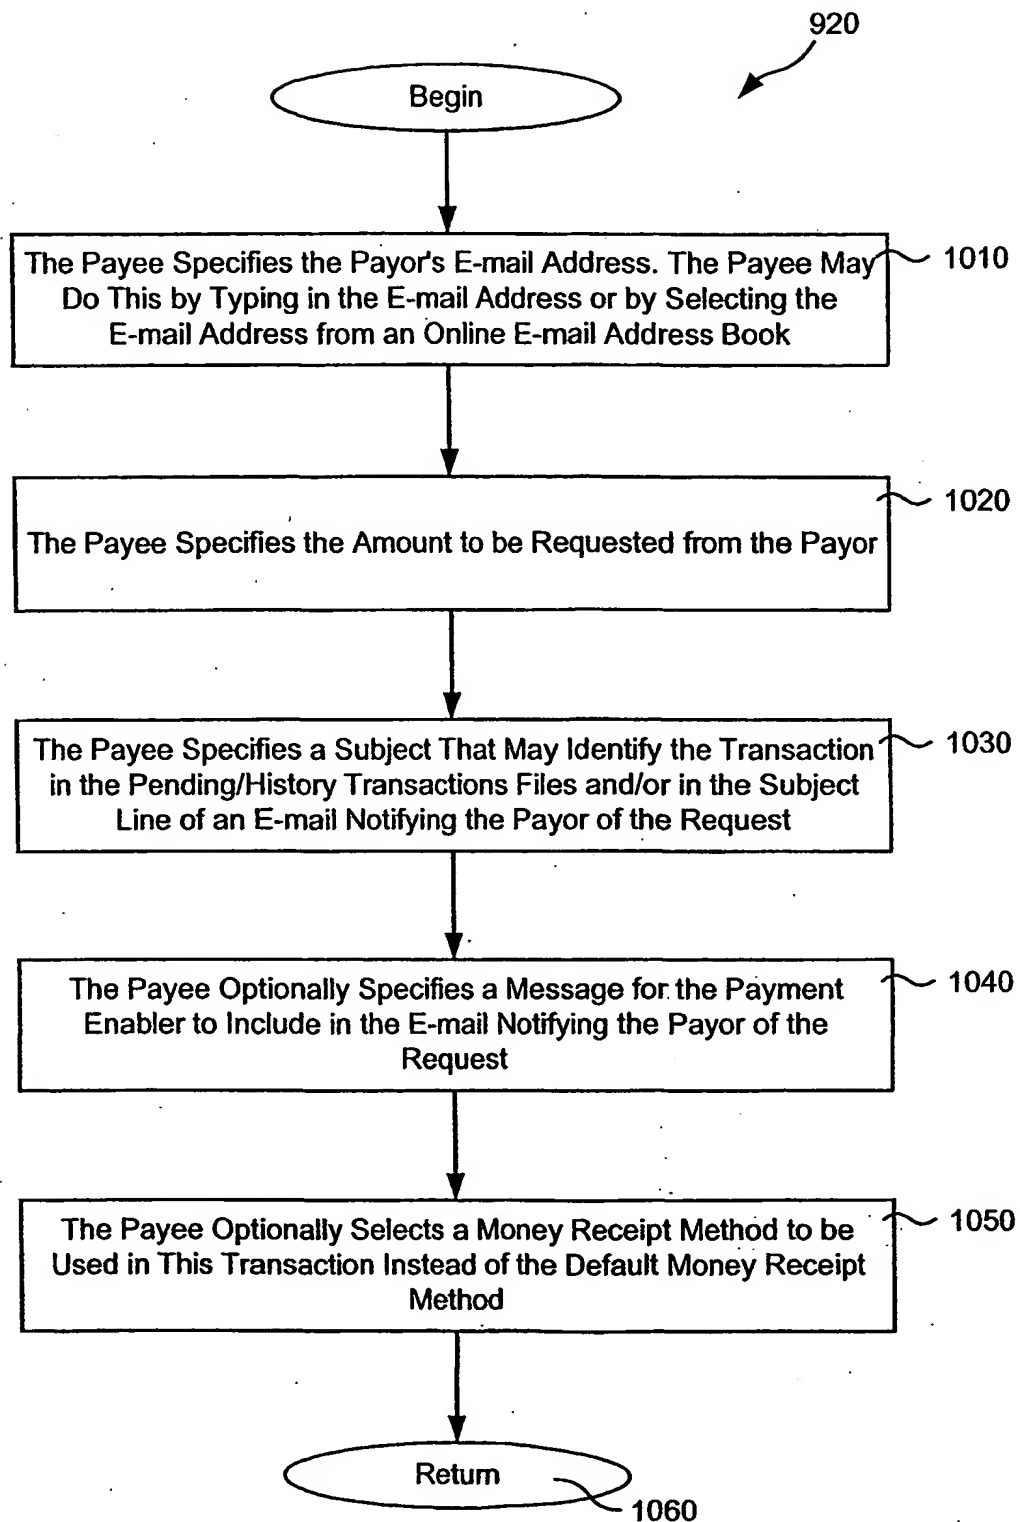 920
Begin
The Payee Specifies the Payor's E-mail Address. The Payee May
Do This by Typing in the E-mail Address or by Selecting the
E-mail Address from an Online E-mail Address Book
1010
The Payee Specifies the Amount to be Requested from the Payor
1020
The Payee Specifies a Subject That May Identify the Transaction
in the Pending/History Transactions Files and/or in the Subject
Line of an E-mail Notifying the Payor of the Request
1030
The Payee Optionally Specifies a Message for the Payment
Enabler to Include in the E-mail Notifying the Payor of the
Request
1040
The Payee Optionally Selects a Money Receipt Method to be
Used in This Transaction Instead of the Default Money Receipt
Method
1050
Return
1060